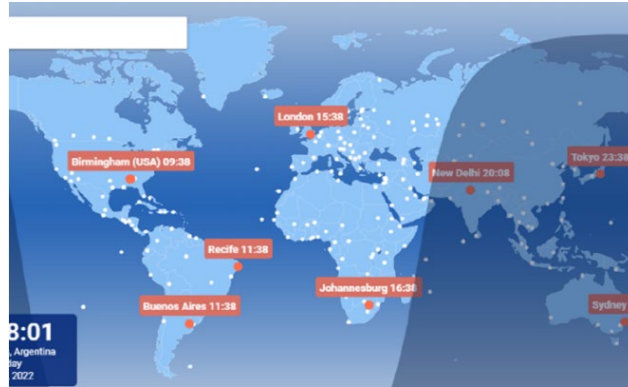 London 15:38
Birmingham (USA) 09:38
Tokyo 23:38
New Delhi 20:08
Recife 11:38
Johannesburg 16:38
Buenos Aires 11:38
Sydney
8:01
, Argentina
day
2022